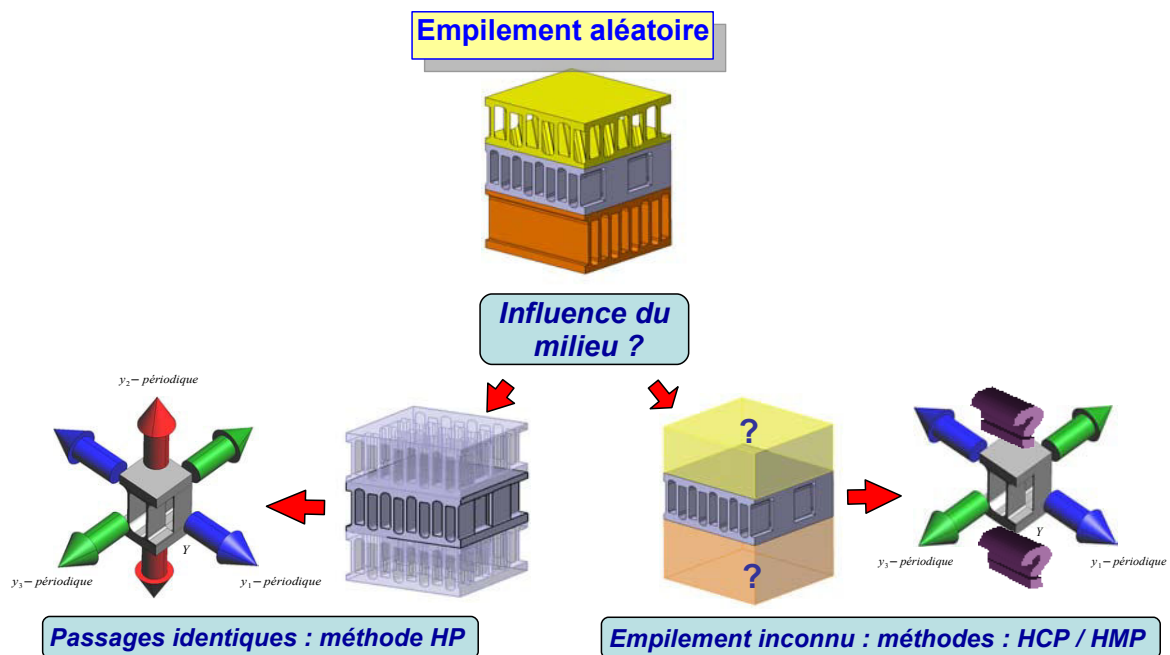 Empilement aléatoire
Influence du
milieu ?
y₂ – périodique
Y
y₃ – périodique
y₁ – périodique
?
?
?
Y
?
y₃ – périodique
y₁ – périodique
Passages identiques : méthode HP
Empilement inconnu : méthodes : HCP / HMP